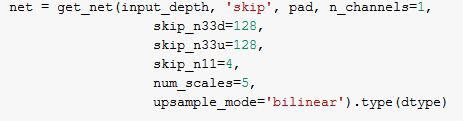 net = get_net(input_depth, 'skip', pad, n_channels=1,
skip_n33d=128,
skip_n33u=128,
skip_n11=4,
num_scales=5,
upsample_mode='bilinear').type(dtype)